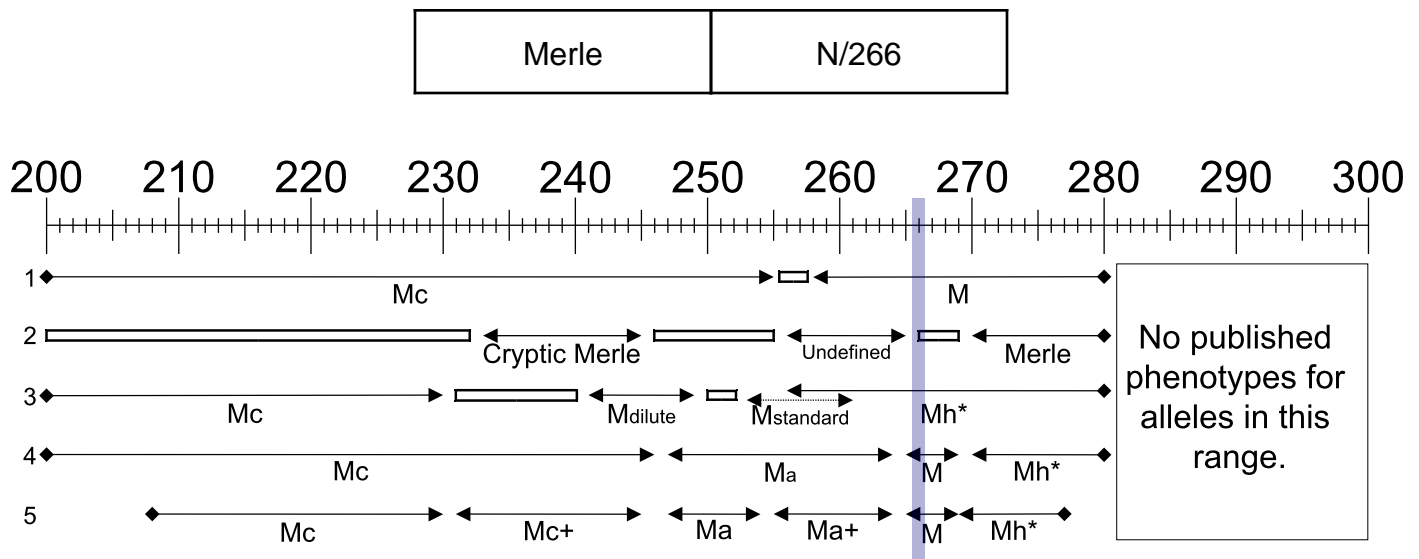 Merle N/266
200 210 220 230 240 250 260 270 280 290 300
1 Mc M
2 Cryptic Merle Undefined Merle
3 Mc Mdilute Mstandard Mh*
4 Mc Ma M Mh*
5 Mc Mc+ Ma Ma+ M Mh*
No published
phenotypes for
alleles in this
range.